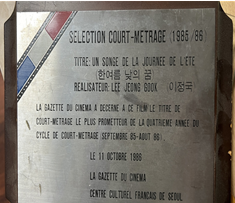 SELECTION COURT-METRAGE (1985/86)
TITRE: UN SONGE DE LA JOURNEE DE L'ETE
(한여름 낮의 꿈)
REALISATEUR: LEE JEONG GOOK 이정국
LA GAZETTE DU CINEMA A DECERNE A CE FILM LE TITRE DE
COURT-METRAGE LE PLUS PROMETTEUR DE LA QUATRIEME ANNEE DU
CYCLE DE COURT-METRAGE SEPTEMBRE 85-AOUT 86)
LE 11 OCTOBRE 1986
LA GAZETTE DU CINEMA
CENTRE CULTUREL FRANCAIS DE SEOUL